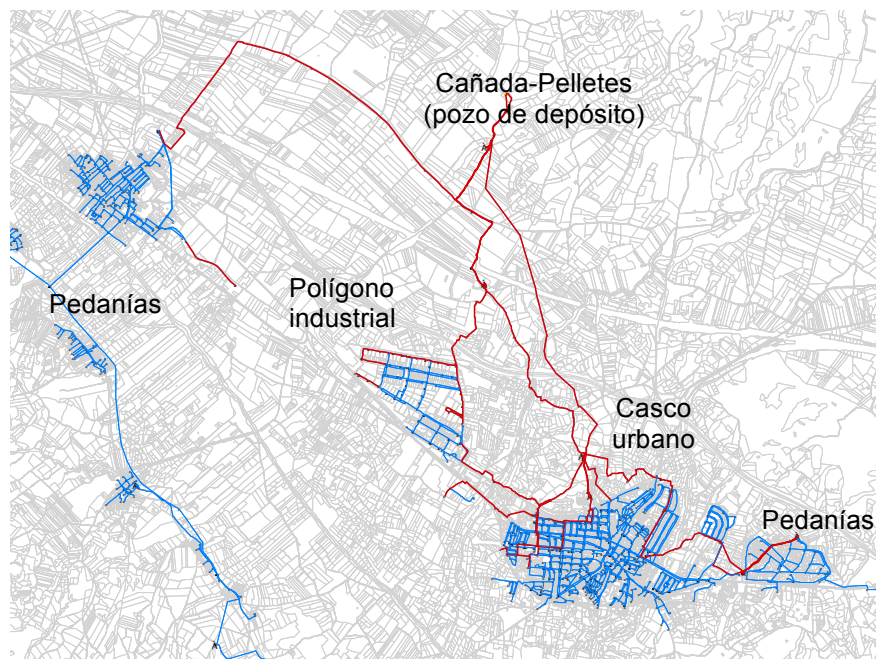 Cañada-Pelletes
(pozo de depósito)
Polígono
industrial
Pedanías
Casco
urbano
Pedanías